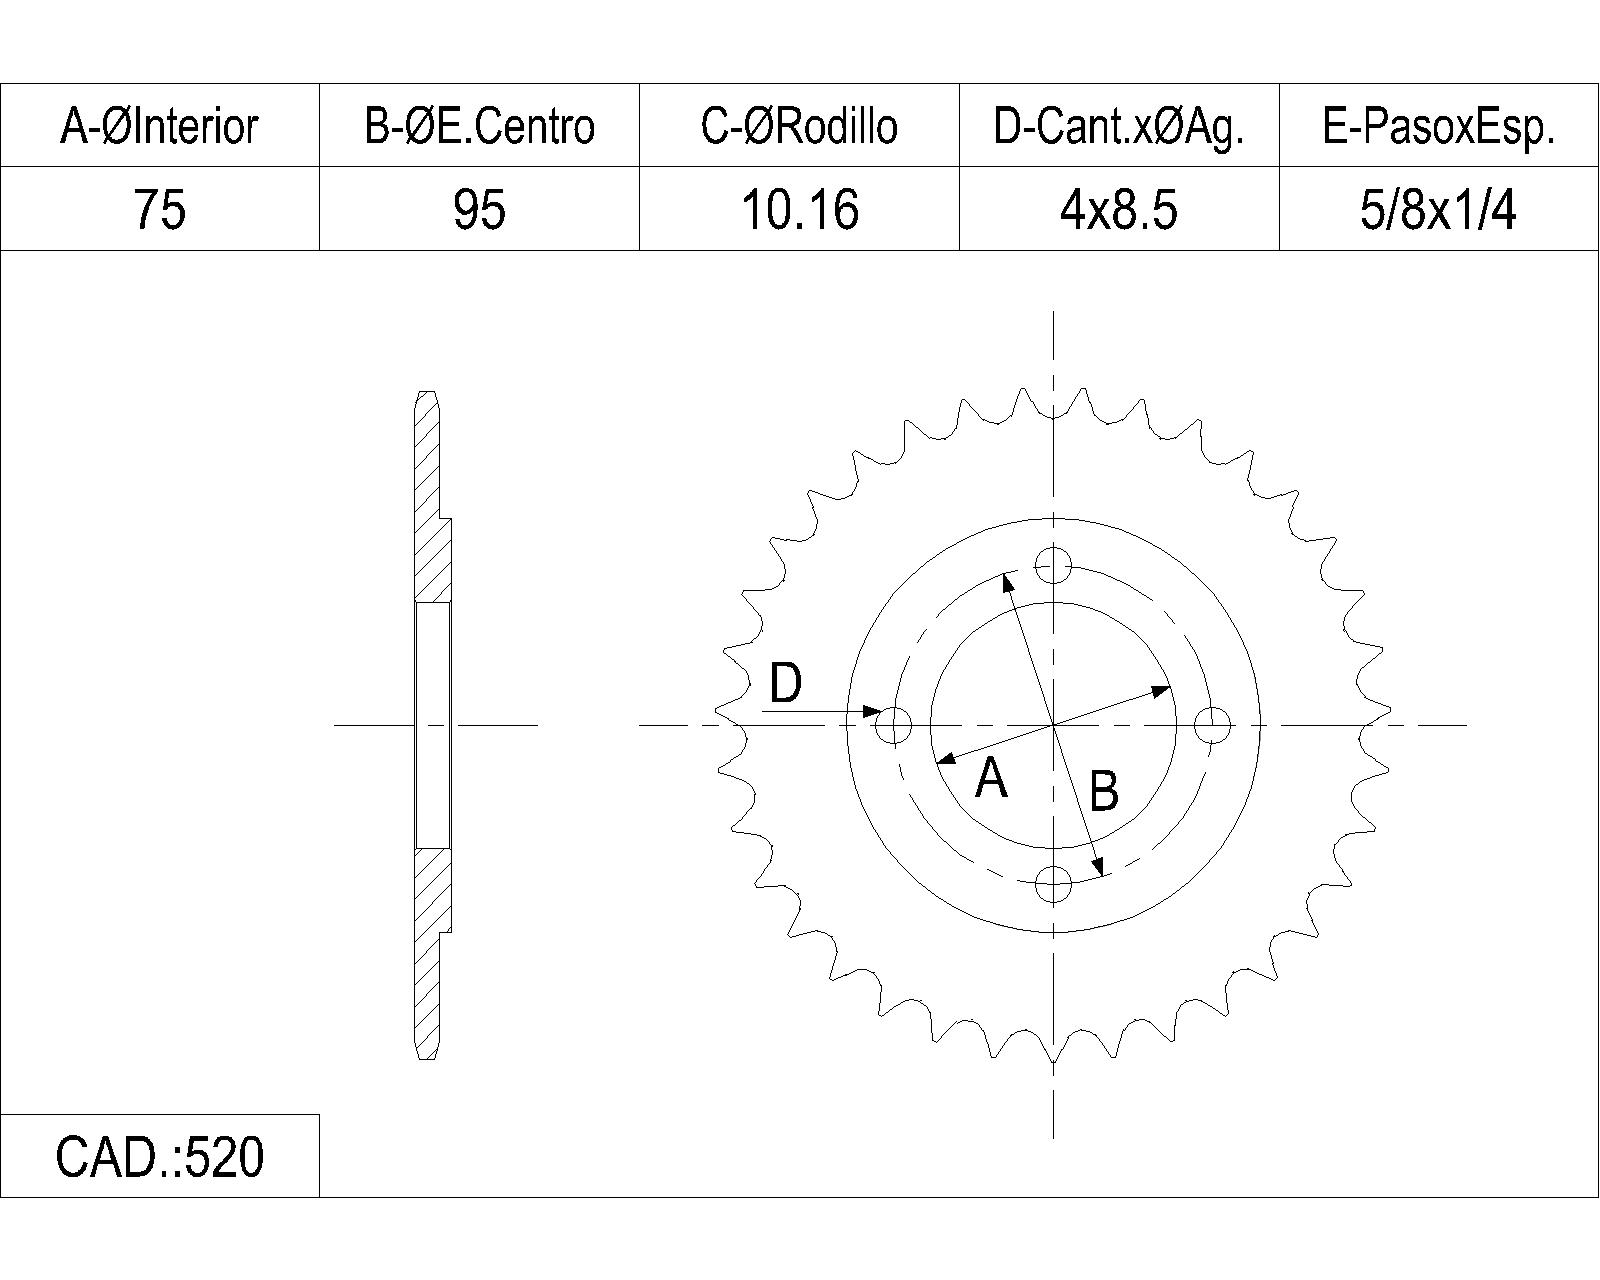 A-ØInterior B-ØE.Centro C-ØRodillo D-Cant.xØAg. E-PasoxEsp.
75 95 10.16 4x8.5 5/8x1/4
D
A
B
CAD.:520